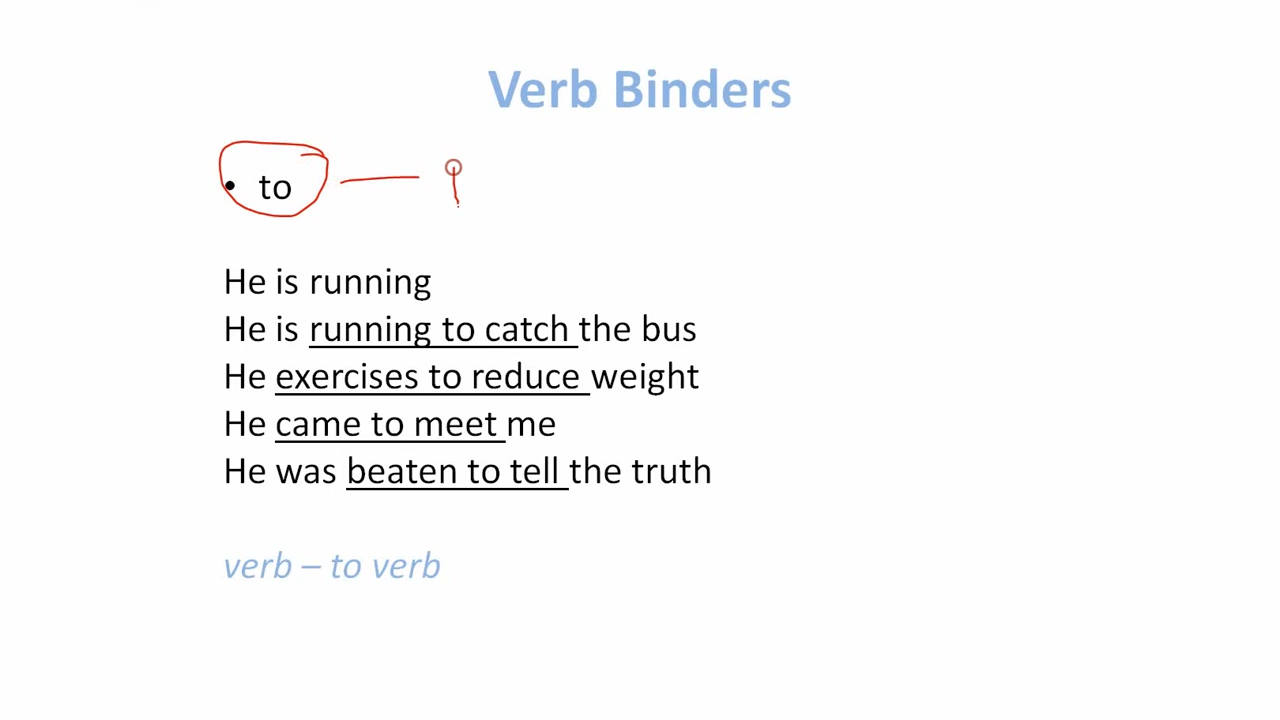 Verb Binders
• to
He is running
He is running to catch the bus
He exercises to reduce weight
He came to meet me
He was beaten to tell the truth
verb – to verb